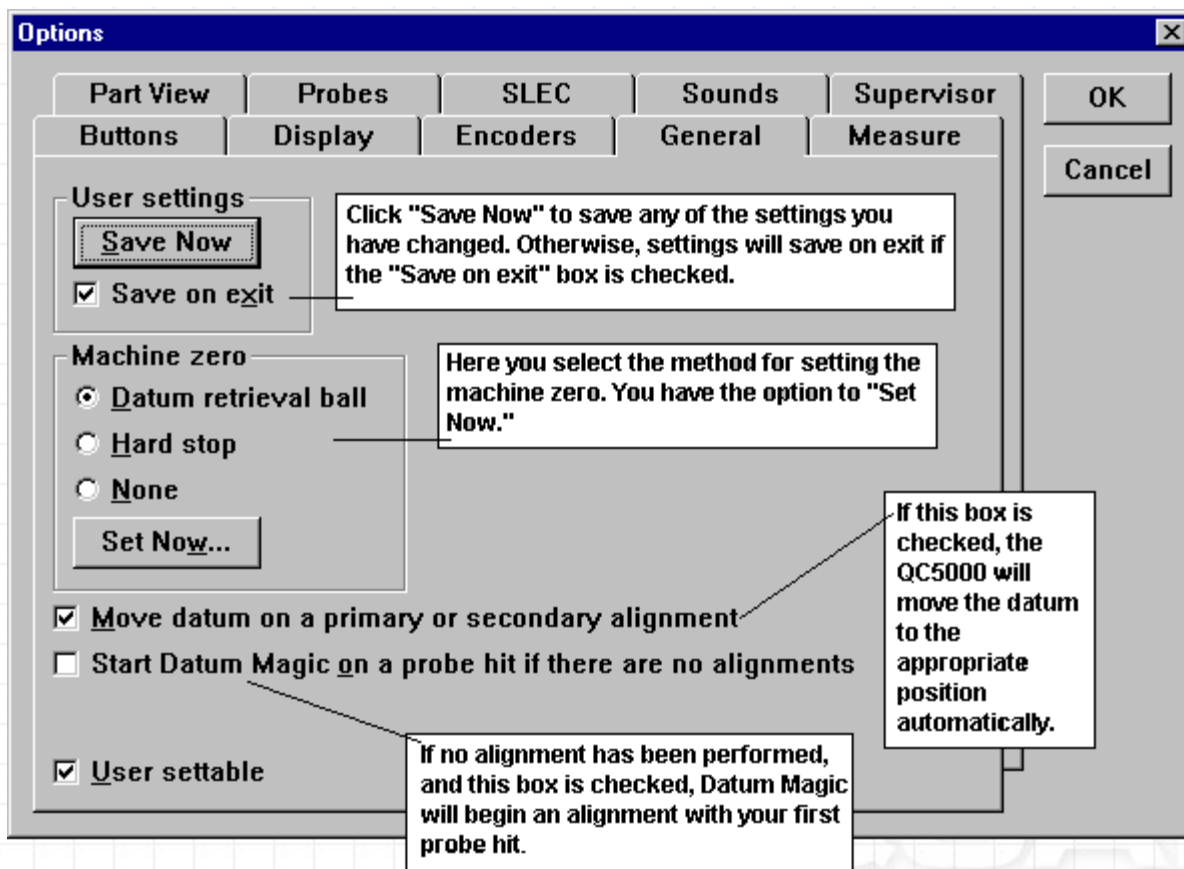 Options
Part View Probes SLEC Sounds Supervisor
OK
Buttons Display Encoders General Measure
Cancel
User settings
Save Now
Save on exit
Click "Save Now" to save any of the settings you
have changed. Otherwise, settings will save on exit if
the "Save on exit" box is checked.
Machine zero
Datum retrieval ball
Hard stop
None
Set Now...
Here you select the method for setting the
machine zero. You have the option to "Set
Now."
Move datum on a primary or secondary alignment
Start Datum Magic on a probe hit if there are no alignments
If this box is
checked, the
QC5000 will
move the datum
to the
appropriate
position
automatically.
User settable
If no alignment has been performed,
and this box is checked, Datum Magic
will begin an alignment with your first
probe hit.